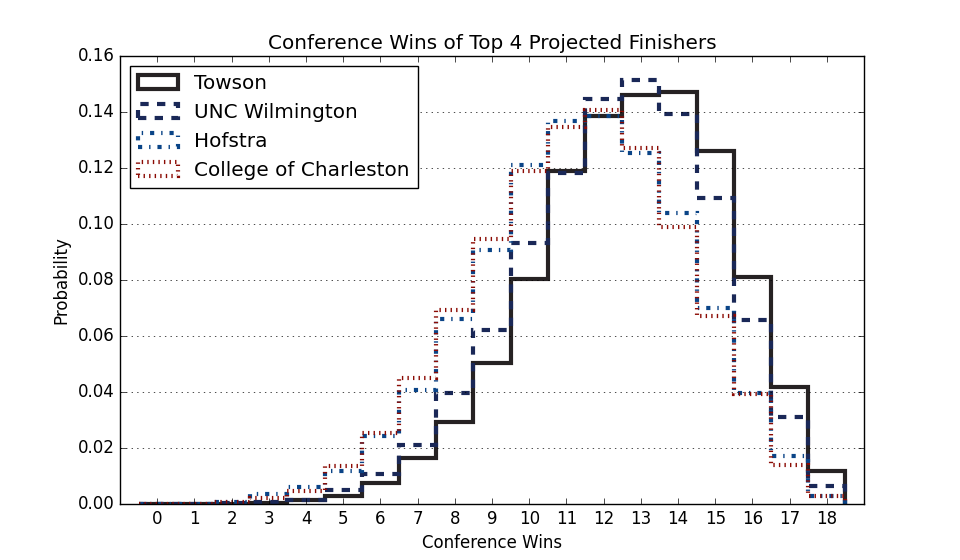 Conference Wins of Top 4 Projected Finishers
0.16
0.14
0.12
0.10
0.08
0.06
0.04
0.02
0.00
Probability
Towson
UNC Wilmington
Hofstra
College of Charleston
0 1 2 3 4 5 6 7 8 9 10 11 12 13 14 15 16 17 18
Conference Wins